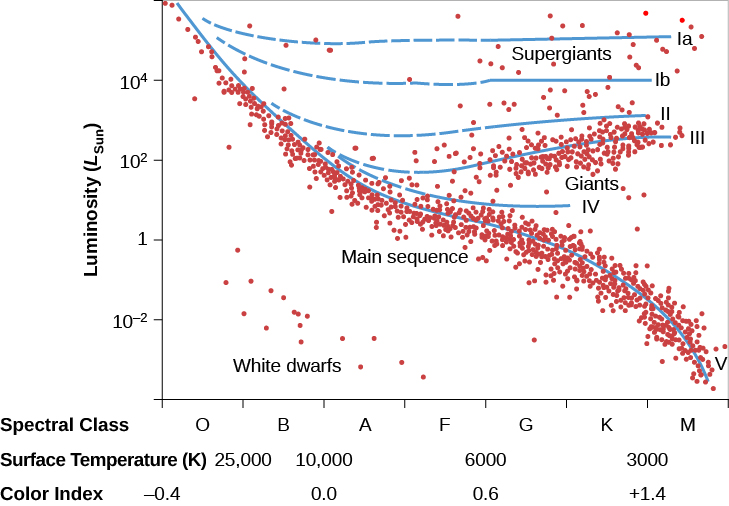 Ia
Supergiants
10⁴
Ib
II
III
Luminosity (L_Sun)
10²
Giants
IV
1
Main sequence
10⁻²
White dwarfs
V
Spectral Class O B A F G K M
Surface Temperature (K) 25,000 10,000 6000 3000
Color Index –0.4 0.0 0.6 +1.4